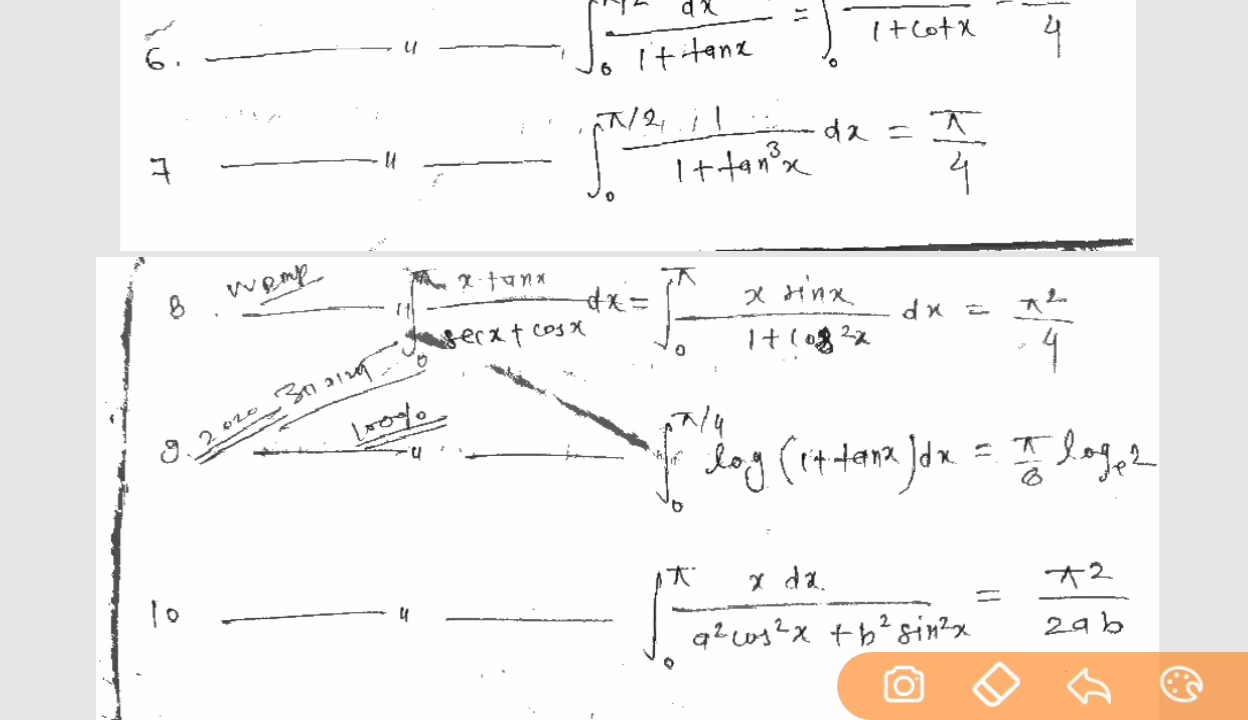 6. ——— " ——— ∫₀^π/2 dx/(1+tanx) = ∫₀ /(1+cotx) = /4
7 ——— " ——— ∫₀^π/2 1/(1+tan³x) dx = π/4
8. ——— " ∫₀^π x·tanx/(secx+cosx) dx = ∫₀^π x sinx/(1+cos²x) dx = π²/4
2020
100%
9. ——— " ——— ∫₀^π/4 log(1+tanx)dx = π/8 logₑ2
10 ——— " ——— ∫₀^π x dx/(a²cos²x + b²sin²x) = π2/2ab